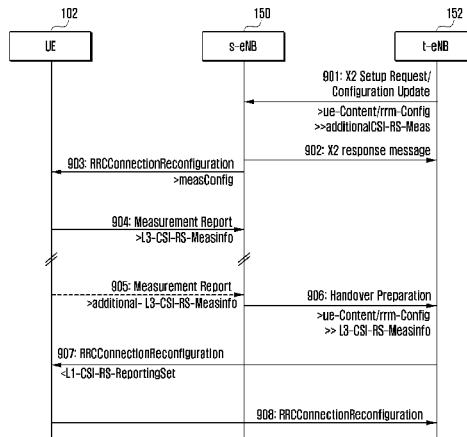 102
150
152
UE
s-eNB
t-eNB
901: X2 Setup Request/
Configuration Update
>ue-Content/rrm-Config
>>additionalCSI-RS-Meas
902: X2 response message
903: RRCConnectionReconfiguration
>measConfig
904: Measurement Report
>L3-CSI-RS-Measinfo
905: Measurement Report
>additional- L3-CSI-RS-Measinfo
906: Handover Preparation
>ue-Content/rrm-Config
>> L3-CSI-RS-Measinfo
907: RRCConnectionReconfiguration
<L1-CSI-RS-ReportingSet
908: RRCConnectionReconfiguration